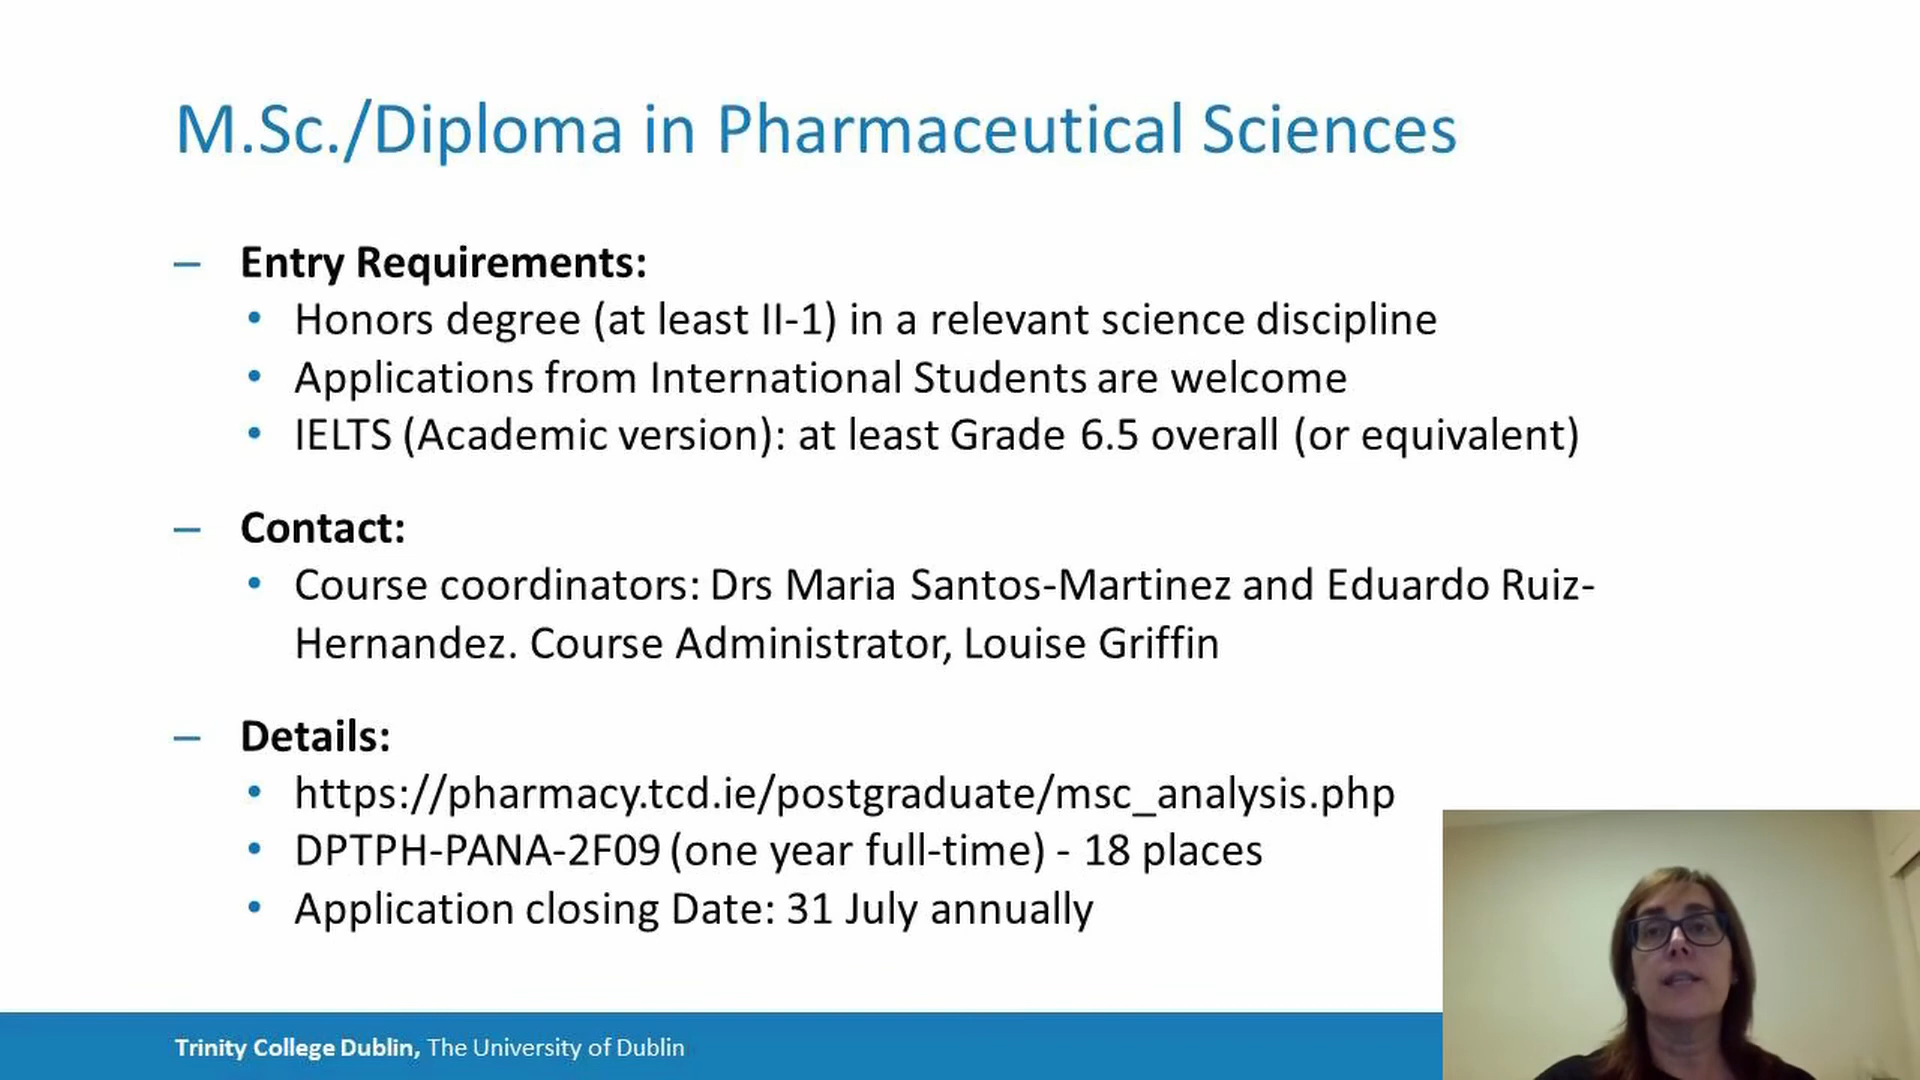 M.Sc./Diploma in Pharmaceutical Sciences
– Entry Requirements:
• Honors degree (at least II-1) in a relevant science discipline
• Applications from International Students are welcome
• IELTS (Academic version): at least Grade 6.5 overall (or equivalent)
– Contact:
• Course coordinators: Drs Maria Santos-Martinez and Eduardo Ruiz-
Hernandez. Course Administrator, Louise Griffin
– Details:
• https://pharmacy.tcd.ie/postgraduate/msc_analysis.php
• DPTPH-PANA-2F09 (one year full-time) - 18 places
• Application closing Date: 31 July annually
Trinity College Dublin, The University of Dublin